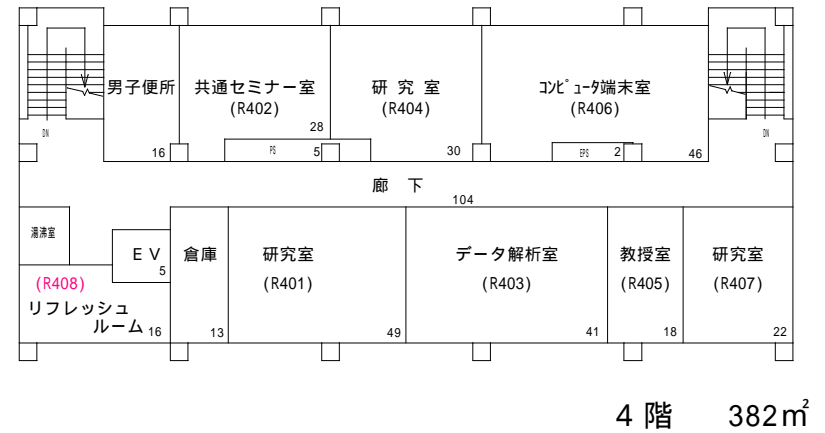 男子便所
16
共通セミナー室
(R402)
28
PS
5
研 究 室
(R404)
30
ｺﾝﾋﾟｭｰﾀ端末室
(R406)
EPS
2
46
DN
DN
廊 下
104
湯沸室
EV
5
(R408)
リフレッシュ
ルーム 16
倉庫
13
研究室
(R401)
49
データ解析室
(R403)
41
教授室
(R405)
18
研究室
(R407)
22
4階 382㎡